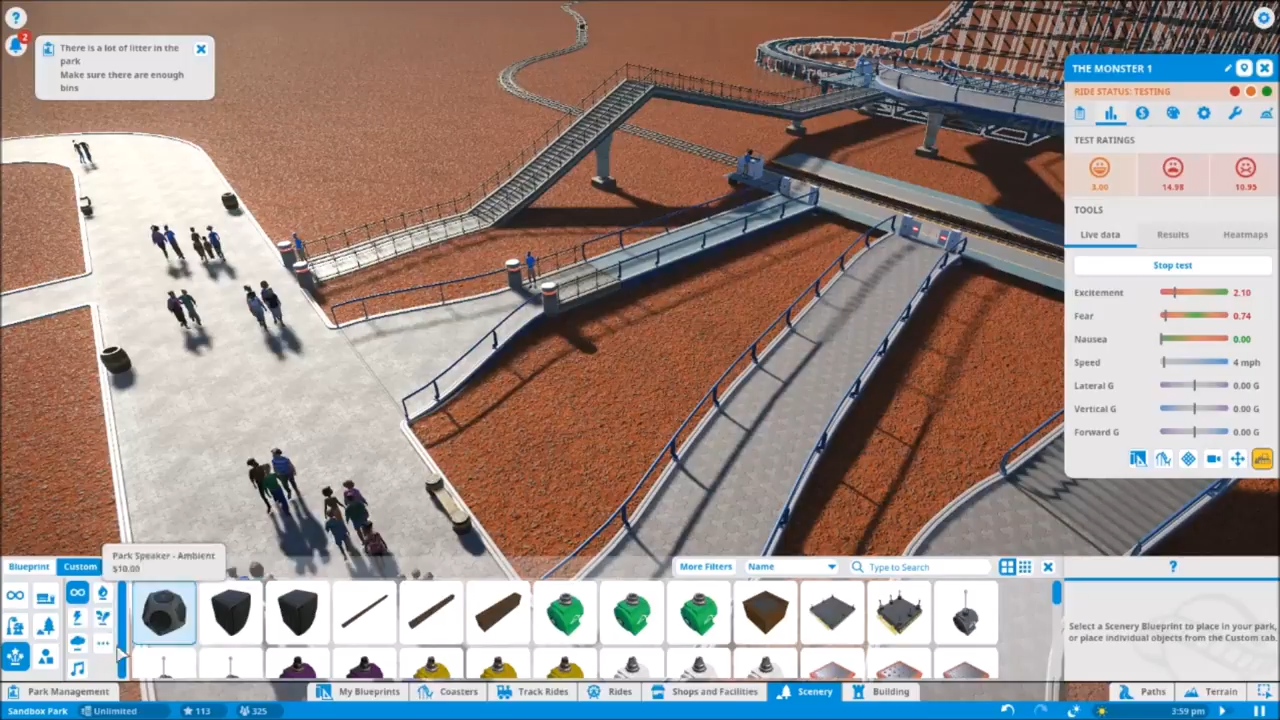 ?
2
There is a lot of litter in the
park
Make sure there are enough
bins
THE MONSTER 1
RIDE STATUS: TESTING
TEST RATINGS
3.00
14.98
10.95
TOOLS
Live data
Results
Heatmaps
Stop test
Excitement
2.10
Fear
0.74
Nausea
0.00
Speed
4 mph
Lateral G
0.00 G
Vertical G
0.00 G
Forward G
0.00 G
Park Speaker - Ambient
$10.00
Blueprint
Custom
More Filters
Name
Type to Search
?
Select a Scenery Blueprint to place in your park,
or place individual objects from the Custom tab.
Park Management
My Blueprints
Coasters
Track Rides
Rides
Shops and Facilities
Scenery
Building
Paths
Terrain
Sandbox Park
Unlimited
113
325
3:59 pm